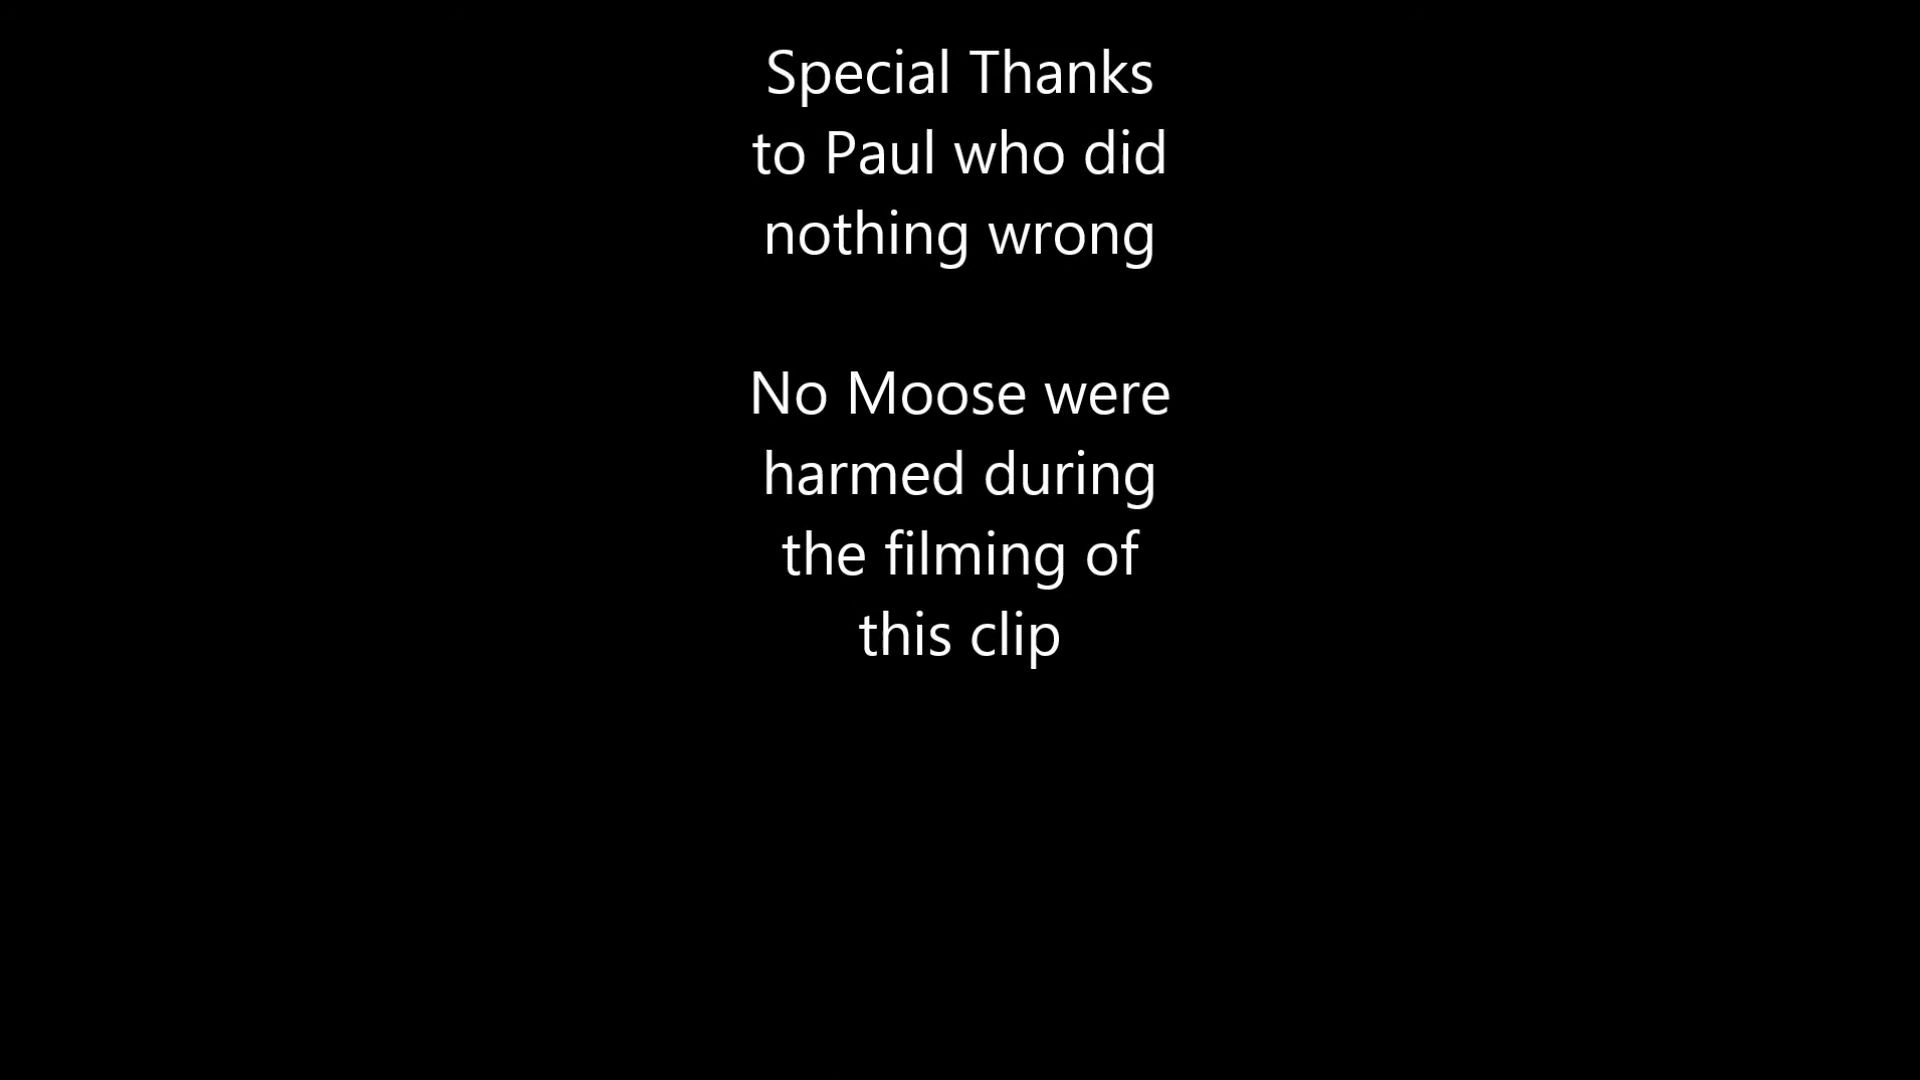 Special Thanks
to Paul who did
nothing wrong
No Moose were
harmed during
the filming of
this clip